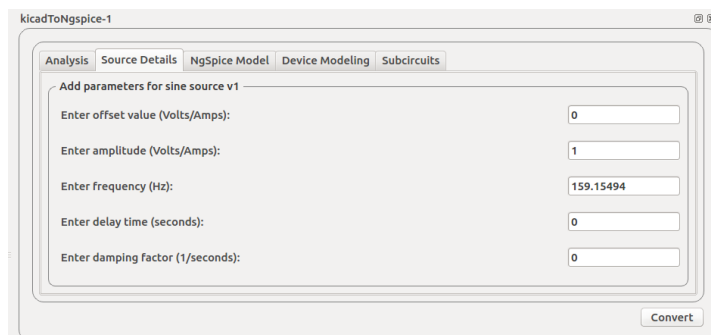 kicadToNgspice-1
Analysis Source Details NgSpice Model Device Modeling Subcircuits
Add parameters for sine source v1
Enter offset value (Volts/Amps): 0
Enter amplitude (Volts/Amps): 1
Enter frequency (Hz): 159.15494
Enter delay time (seconds): 0
Enter damping factor (1/seconds): 0
Convert